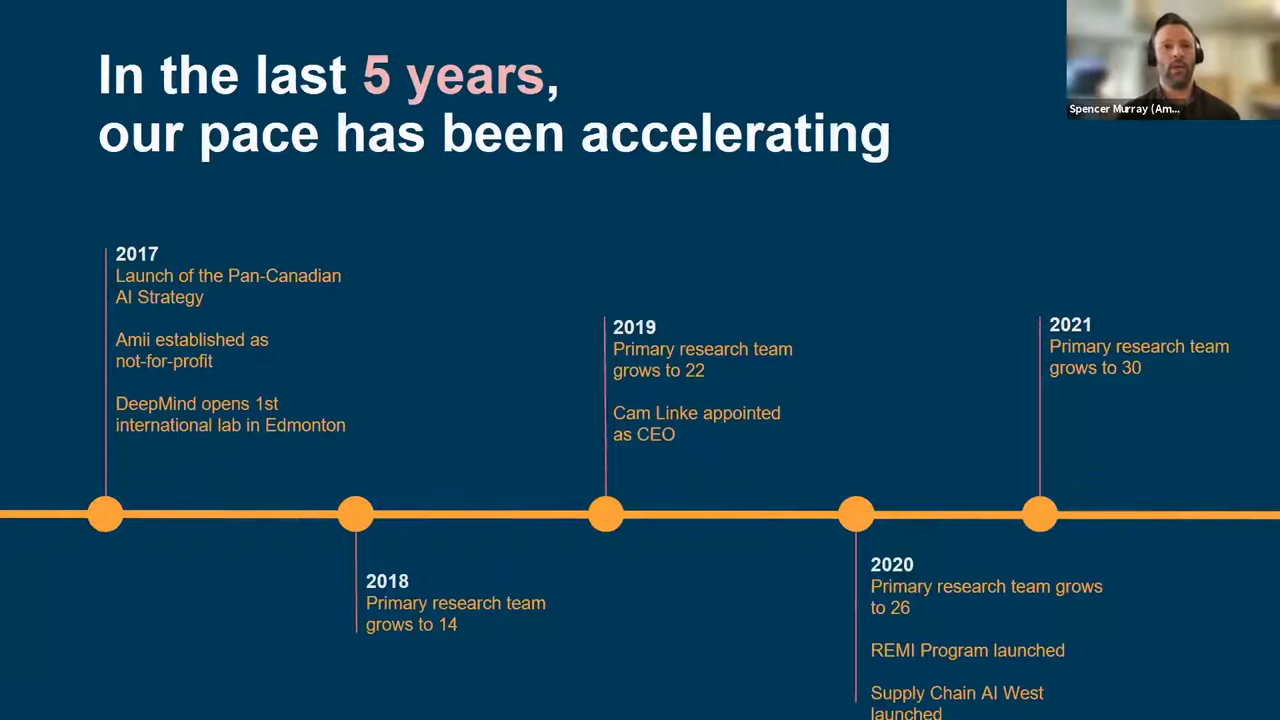 In the last 5 years,
our pace has been accelerating
Spencer Murray (Am...
2017
Launch of the Pan-Canadian
AI Strategy
Amii established as
not-for-profit
DeepMind opens 1st
international lab in Edmonton
2018
Primary research team
grows to 14
2019
Primary research team
grows to 22
Cam Linke appointed
as CEO
2020
Primary research team grows
to 26
REMI Program launched
Supply Chain AI West
launched
2021
Primary research team
grows to 30